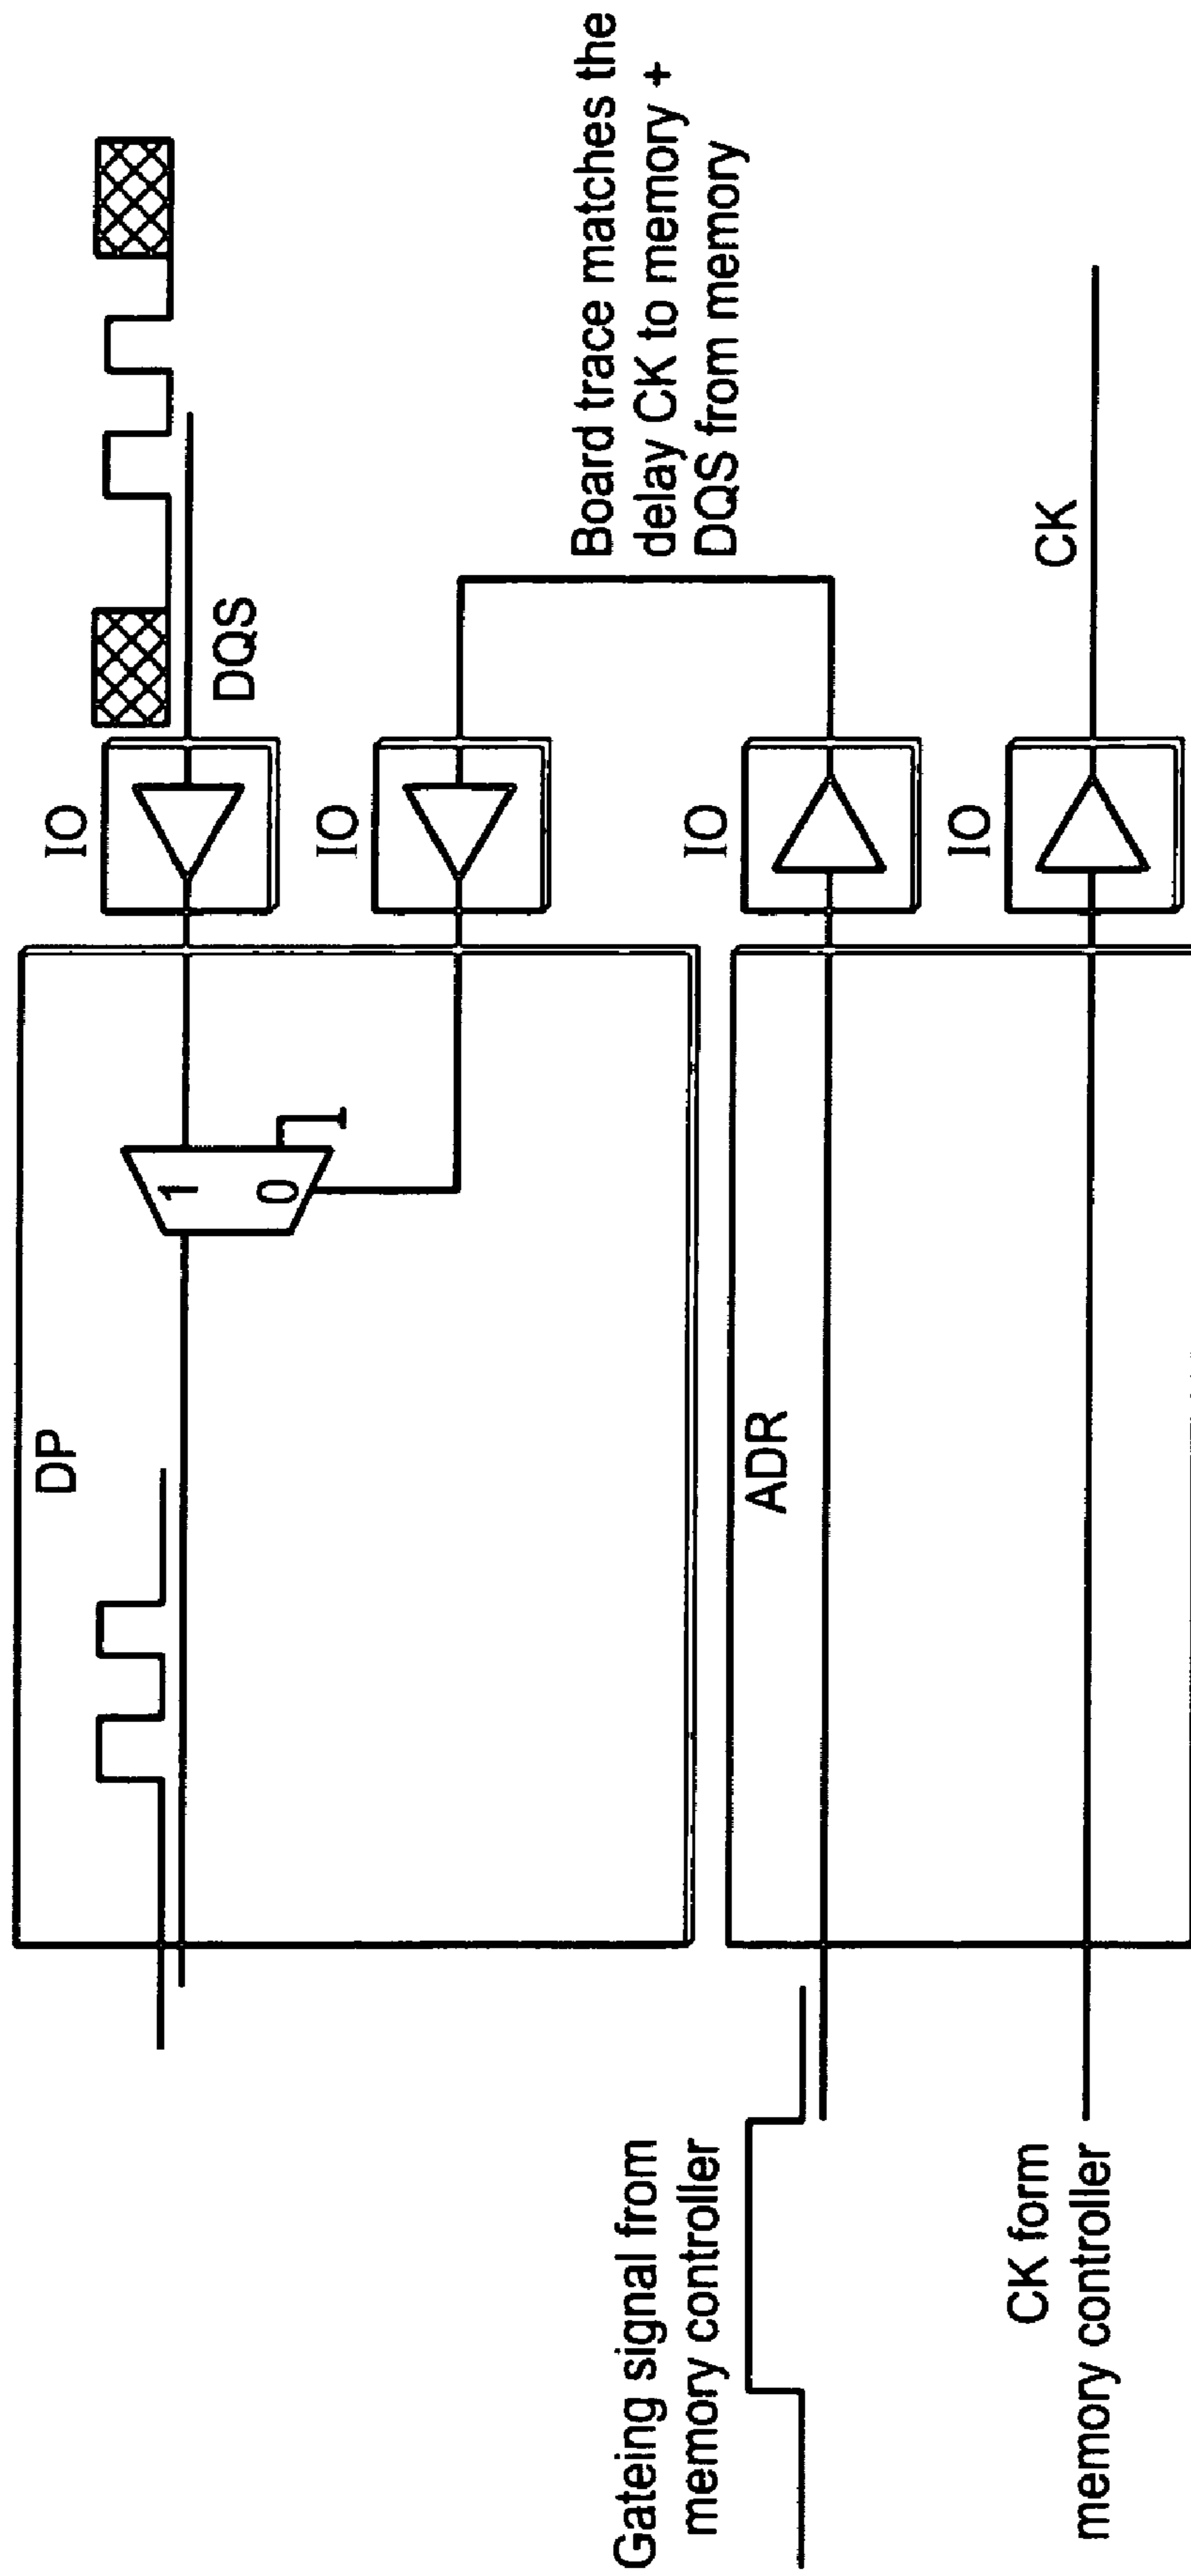 DP
1
0
IO
DQS
IO
Board trace matches the
delay CK to memory +
DQS from memory
Gateing signal from
memory controller
ADR
IO
CK form
memory controller
IO
CK